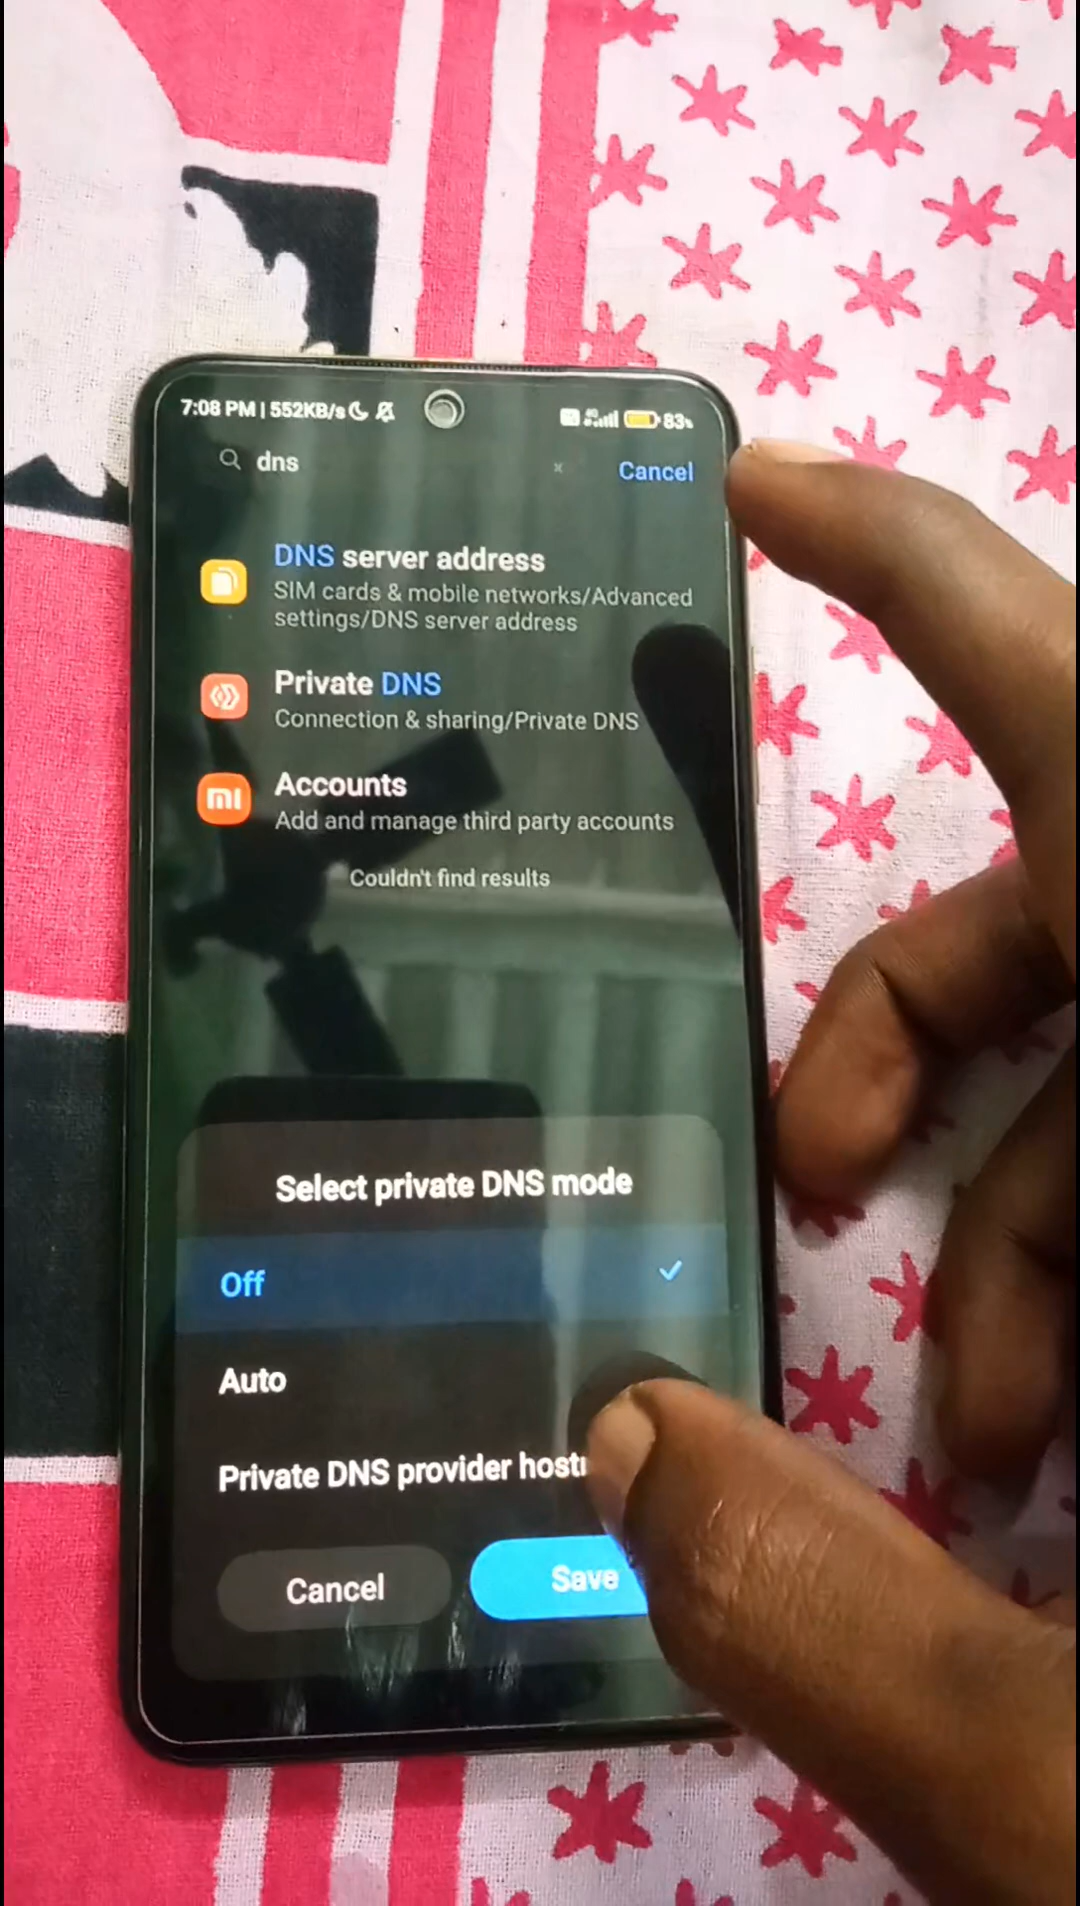 7:08 PM | 552KB/s
83%
dns
Cancel
DNS server address
SIM cards & mobile networks/Advanced
settings/DNS server address
Private DNS
Connection & sharing/Private DNS
mi
Accounts
Add and manage third party accounts
Couldn't find results
Select private DNS mode
Off
Auto
Private DNS provider
Cancel
Save